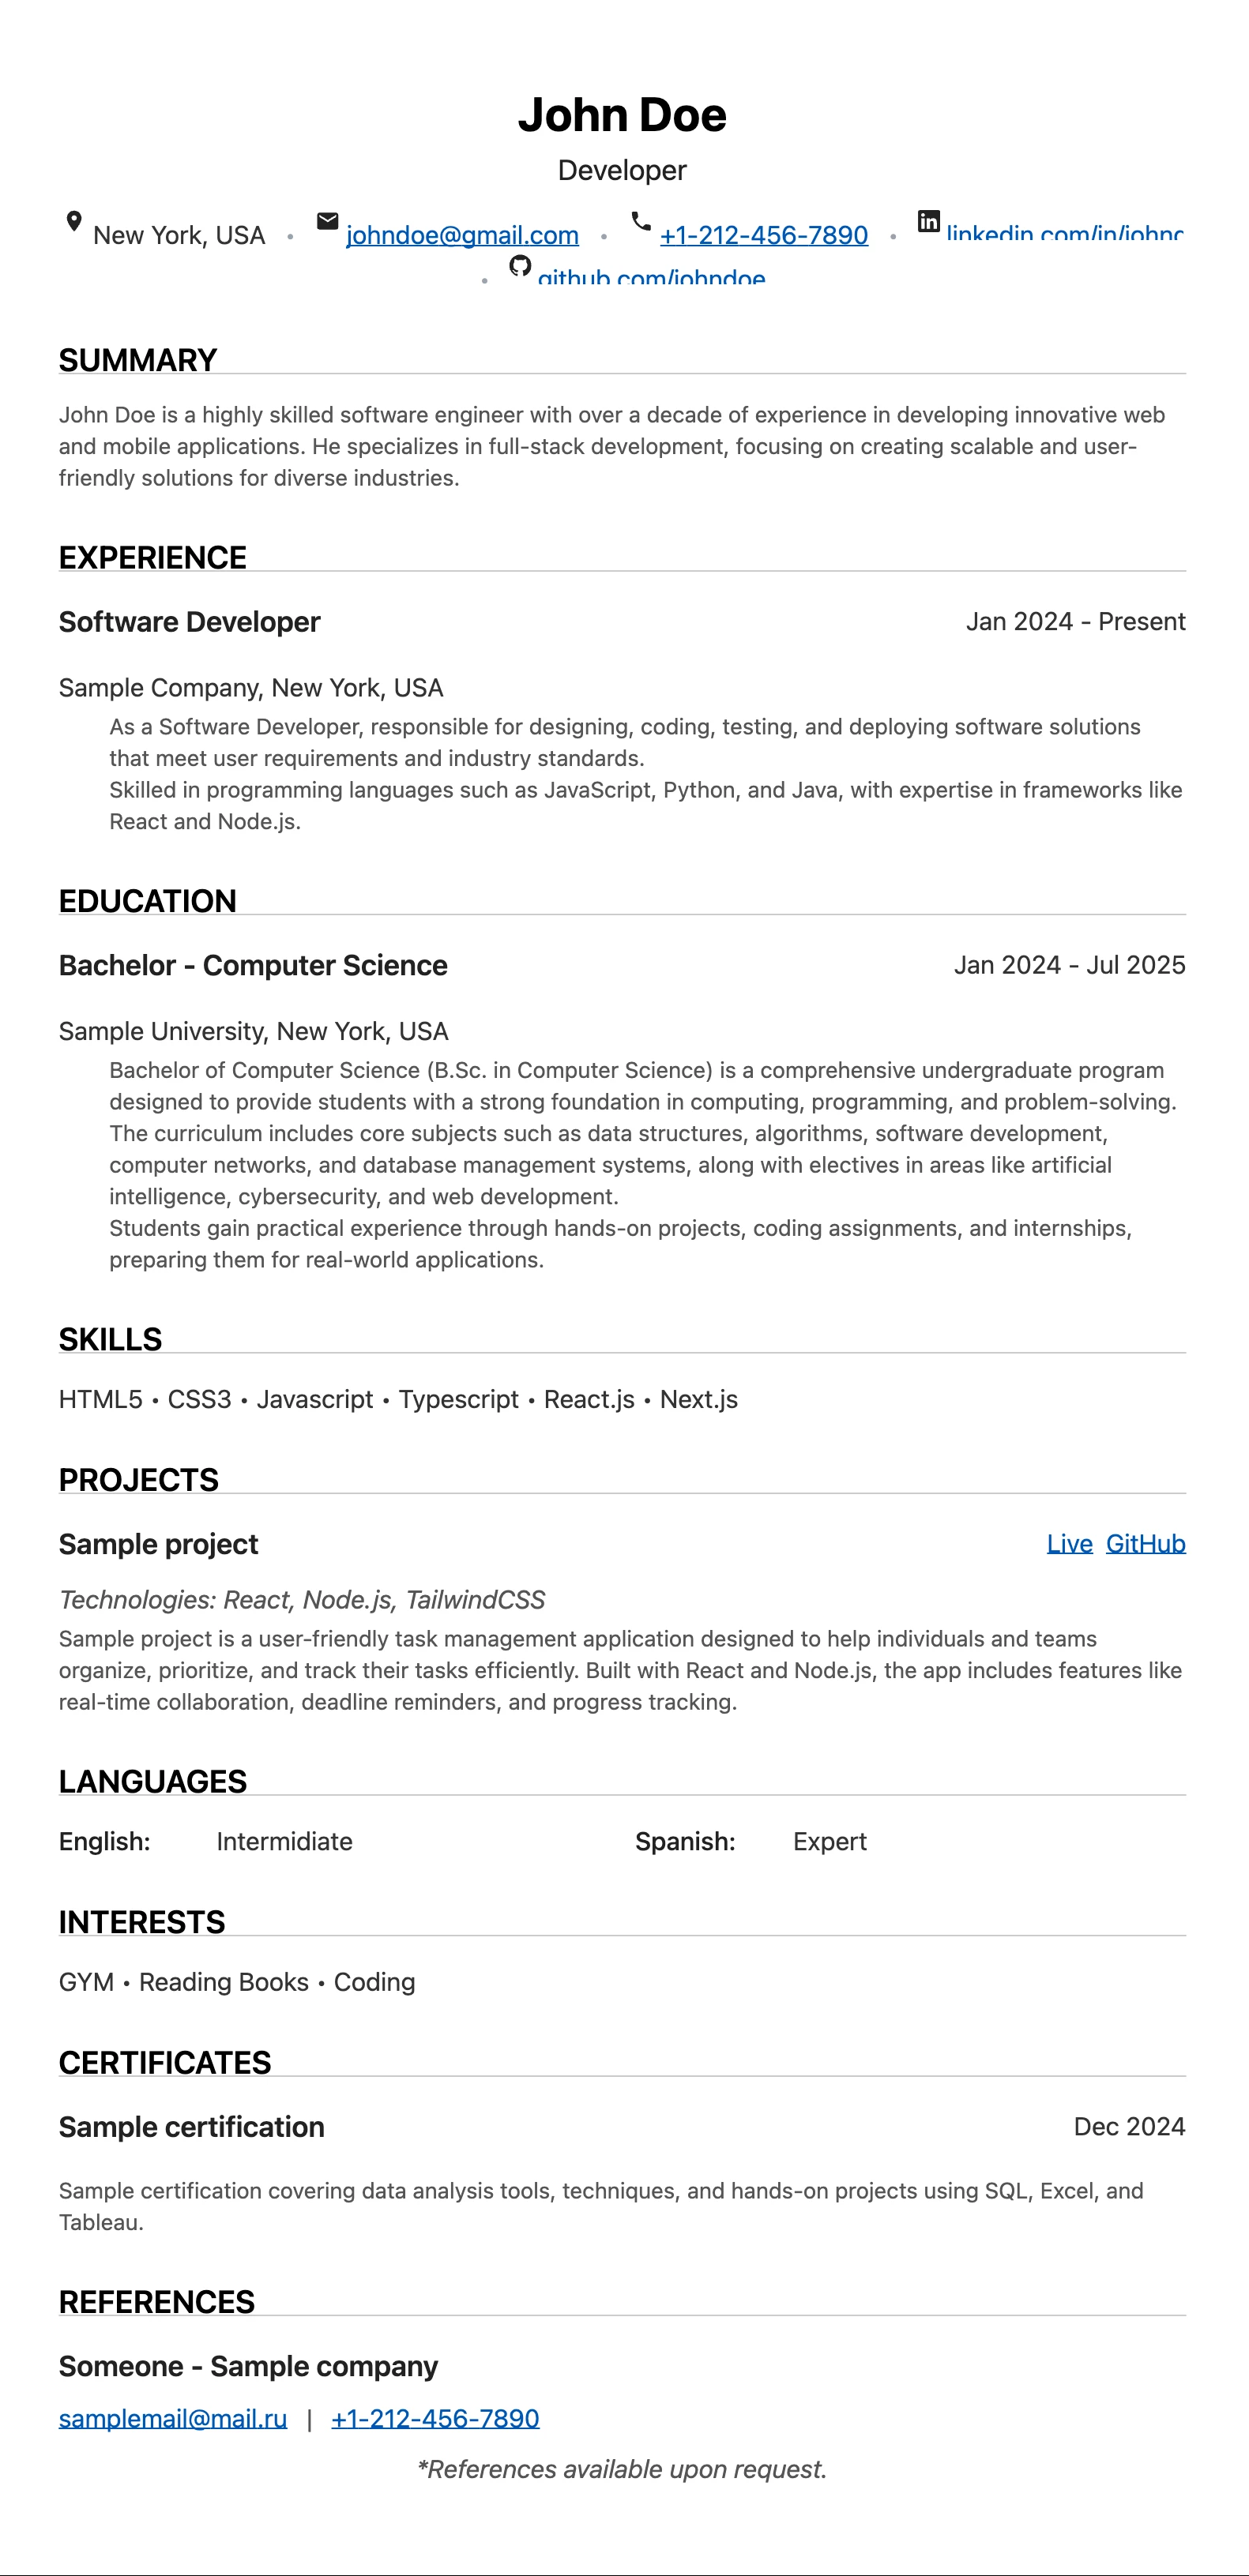 John Doe
Developer
New York, USA • johndoe@gmail.com • +1-212-456-7890 • linkedin.com/in/johnd
• github.com/johndoe
SUMMARY
John Doe is a highly skilled software engineer with over a decade of experience in developing innovative web
and mobile applications. He specializes in full-stack development, focusing on creating scalable and user-
friendly solutions for diverse industries.
EXPERIENCE
Software Developer Jan 2024 - Present
Sample Company, New York, USA
As a Software Developer, responsible for designing, coding, testing, and deploying software solutions
that meet user requirements and industry standards.
Skilled in programming languages such as JavaScript, Python, and Java, with expertise in frameworks like
React and Node.js.
EDUCATION
Bachelor - Computer Science Jan 2024 - Jul 2025
Sample University, New York, USA
Bachelor of Computer Science (B.Sc. in Computer Science) is a comprehensive undergraduate program
designed to provide students with a strong foundation in computing, programming, and problem-solving.
The curriculum includes core subjects such as data structures, algorithms, software development,
computer networks, and database management systems, along with electives in areas like artificial
intelligence, cybersecurity, and web development.
Students gain practical experience through hands-on projects, coding assignments, and internships,
preparing them for real-world applications.
SKILLS
HTML5 • CSS3 • Javascript • Typescript • React.js • Next.js
PROJECTS
Sample project Live GitHub
Technologies: React, Node.js, TailwindCSS
Sample project is a user-friendly task management application designed to help individuals and teams
organize, prioritize, and track their tasks efficiently. Built with React and Node.js, the app includes features like
real-time collaboration, deadline reminders, and progress tracking.
LANGUAGES
English: Intermidiate Spanish: Expert
INTERESTS
GYM • Reading Books • Coding
CERTIFICATES
Sample certification Dec 2024
Sample certification covering data analysis tools, techniques, and hands-on projects using SQL, Excel, and
Tableau.
REFERENCES
Someone - Sample company
samplemail@mail.ru | +1-212-456-7890
*References available upon request.